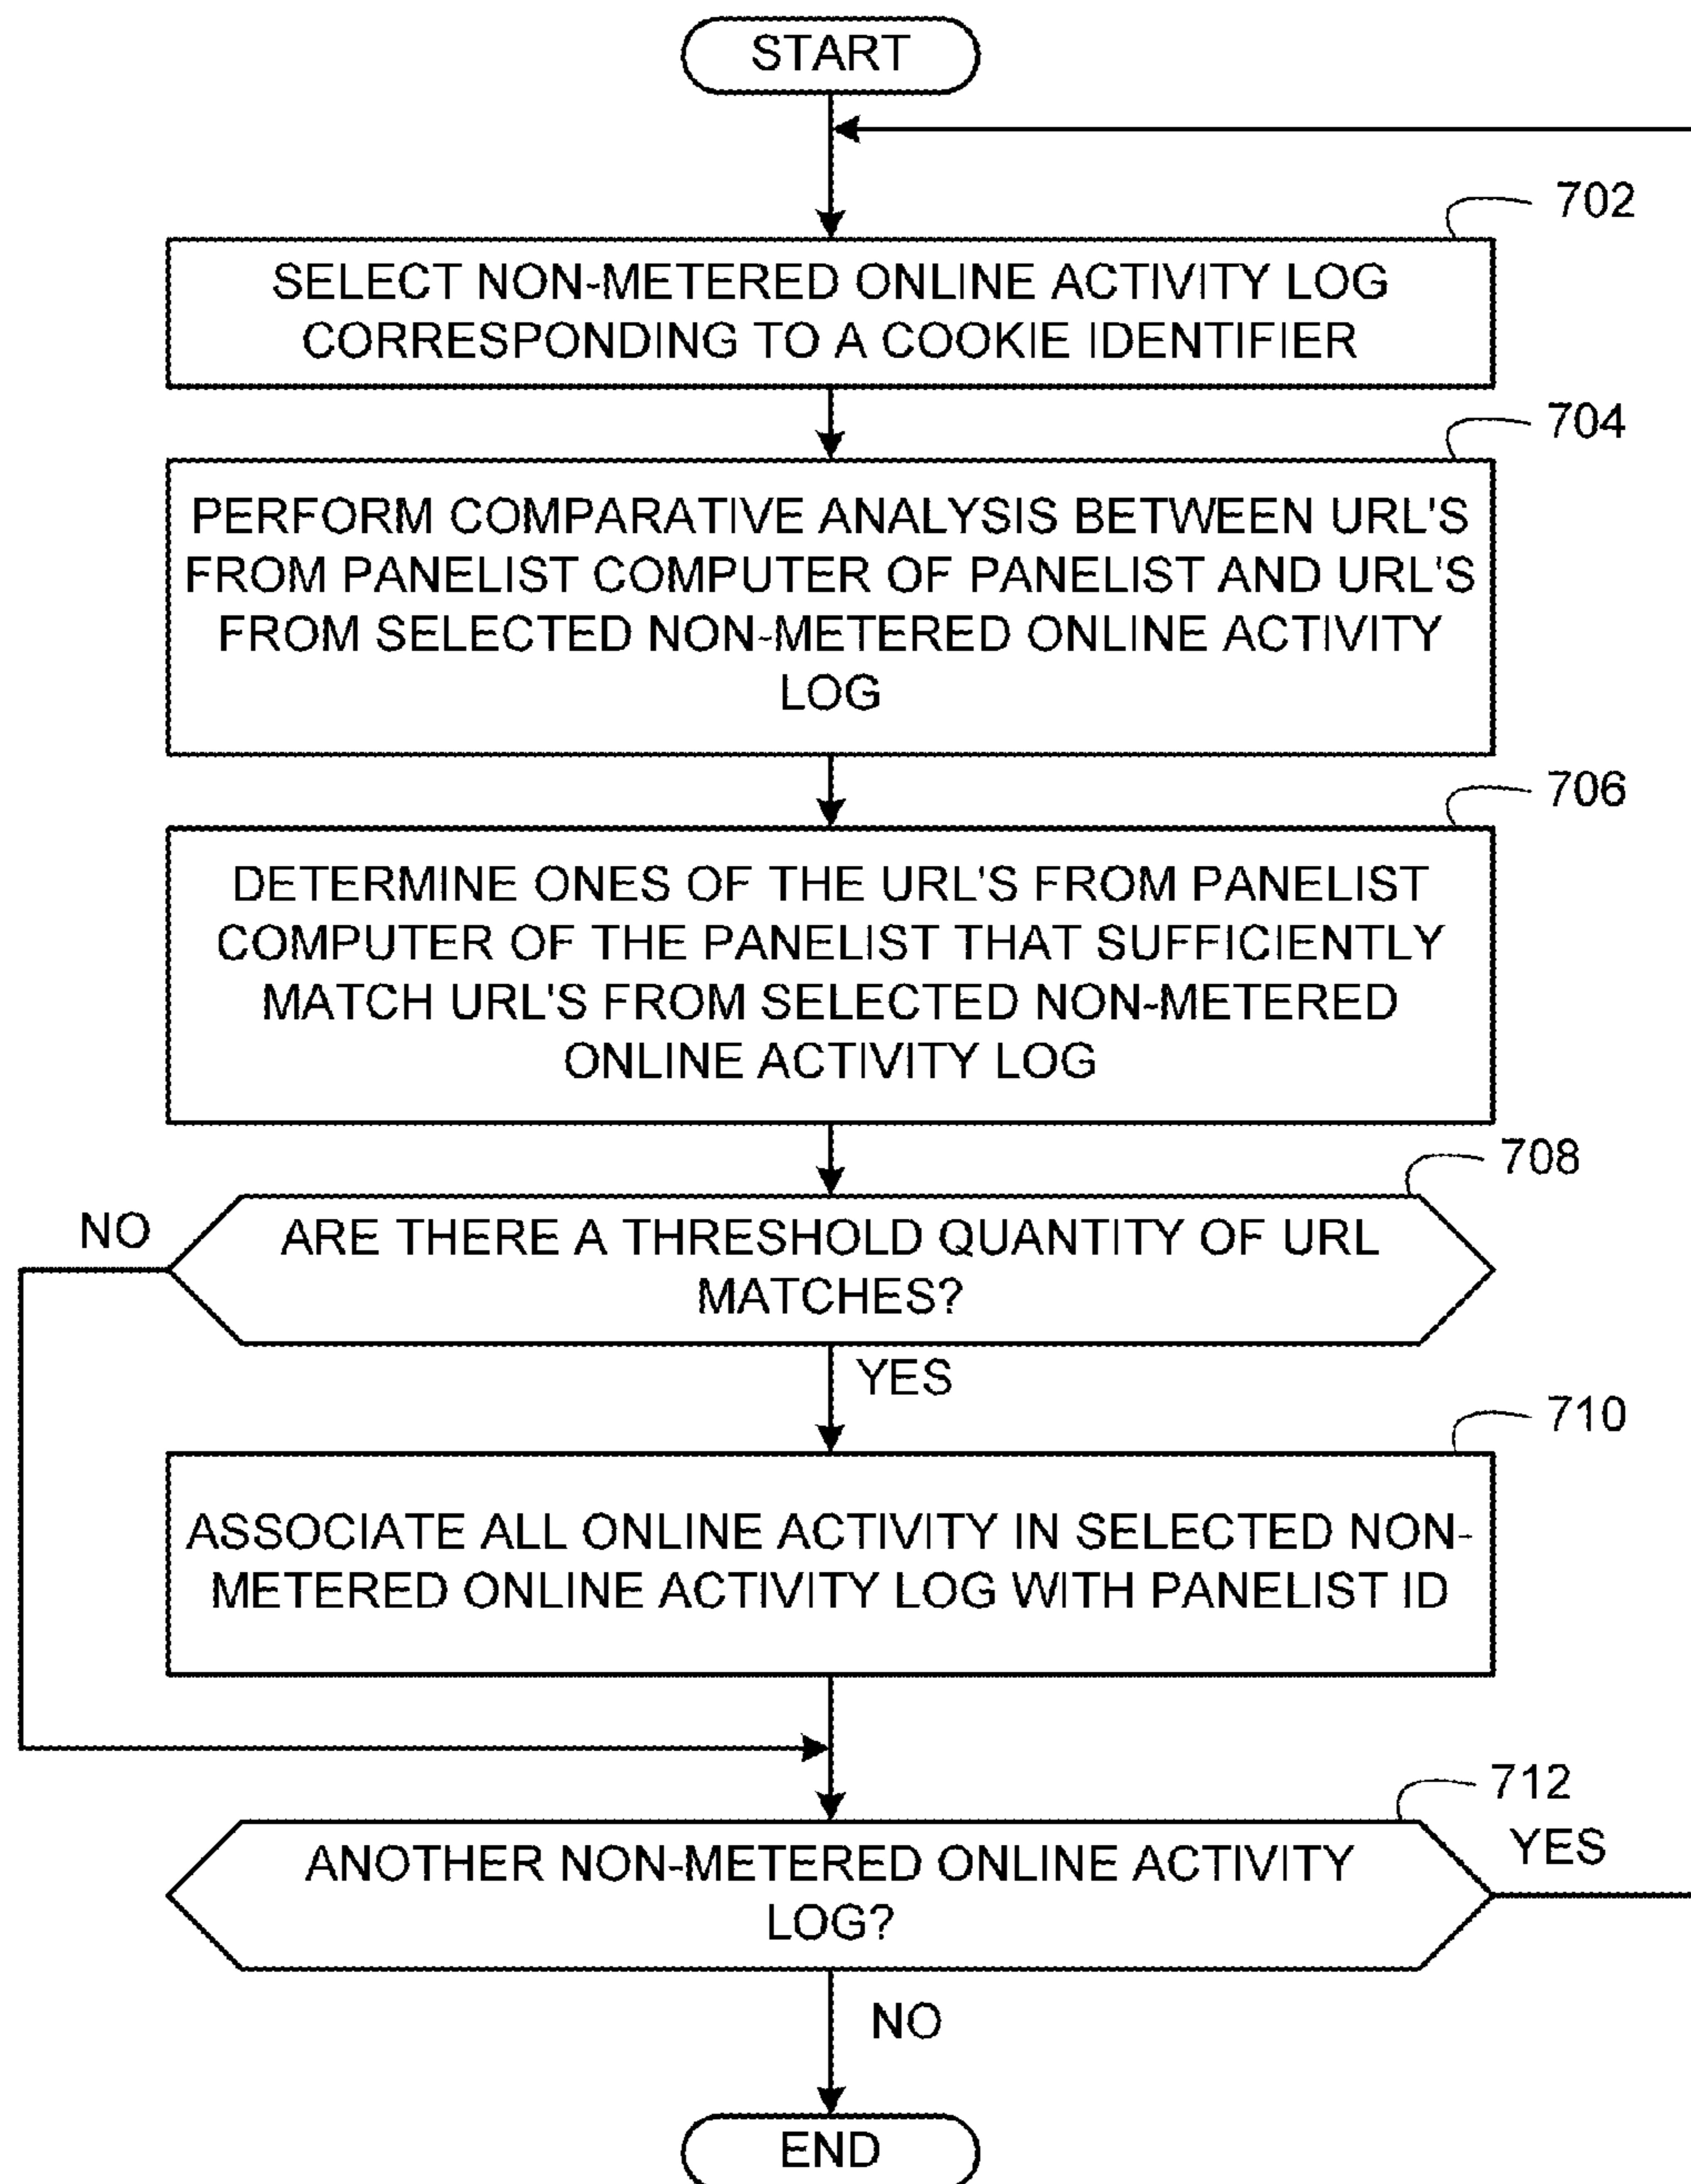 START
702
SELECT NON-METERED ONLINE ACTIVITY LOG
CORRESPONDING TO A COOKIE IDENTIFIER
704
PERFORM COMPARATIVE ANALYSIS BETWEEN URL'S
FROM PANELIST COMPUTER OF PANELIST AND URL'S
FROM SELECTED NON-METERED ONLINE ACTIVITY
LOG
706
DETERMINE ONES OF THE URL'S FROM PANELIST
COMPUTER OF THE PANELIST THAT SUFFICIENTLY
MATCH URL'S FROM SELECTED NON-METERED
ONLINE ACTIVITY LOG
708
NO
ARE THERE A THRESHOLD QUANTITY OF URL
MATCHES?
YES
710
ASSOCIATE ALL ONLINE ACTIVITY IN SELECTED NON-
METERED ONLINE ACTIVITY LOG WITH PANELIST ID
712
YES
ANOTHER NON-METERED ONLINE ACTIVITY
LOG?
NO
END